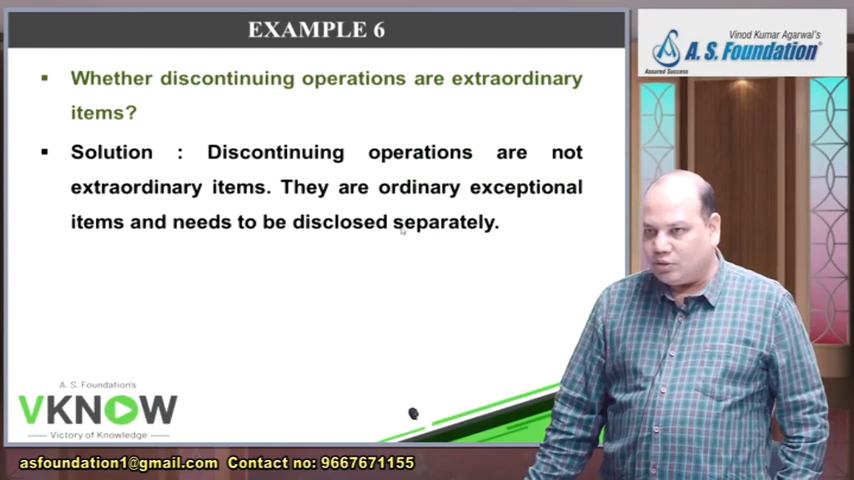 EXAMPLE 6
Vinod Kumar Agarwal's
A. S. Foundation®
Assured Success
▪ Whether discontinuing operations are extraordinary
items?
▪ Solution : Discontinuing operations are not
extraordinary items. They are ordinary exceptional
items and needs to be disclosed separately.
A. S. Foundation's
VKNOW
Victory of Knowledge
asfoundation1@gmail.com Contact no: 9667671155